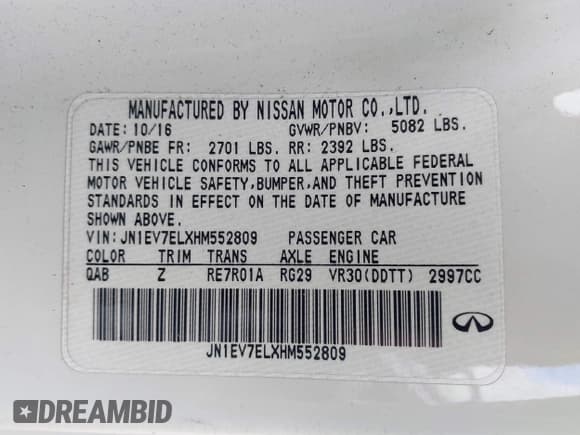 MANUFACTURED BY NISSAN MOTOR CO.,LTD.
DATE: 10/16 GVWR/PNBV: 5082 LBS.
GAWR/PNBE FR: 2701 LBS. RR: 2392 LBS.
THIS VEHICLE CONFORMS TO ALL APPLICABLE FEDERAL
MOTOR VEHICLE SAFETY,BUMPER,AND THEFT PREVENTION
STANDARDS IN EFFECT ON THE DATE OF MANUFACTURE
SHOWN ABOVE.
VIN: JN1EV7ELXHM552809 PASSENGER CAR
COLOR TRIM TRANS AXLE ENGINE
QAB Z RE7R01A RG29 VR30(DDTT) 2997CC
JN1EV7ELXHM552809
DREAMBID